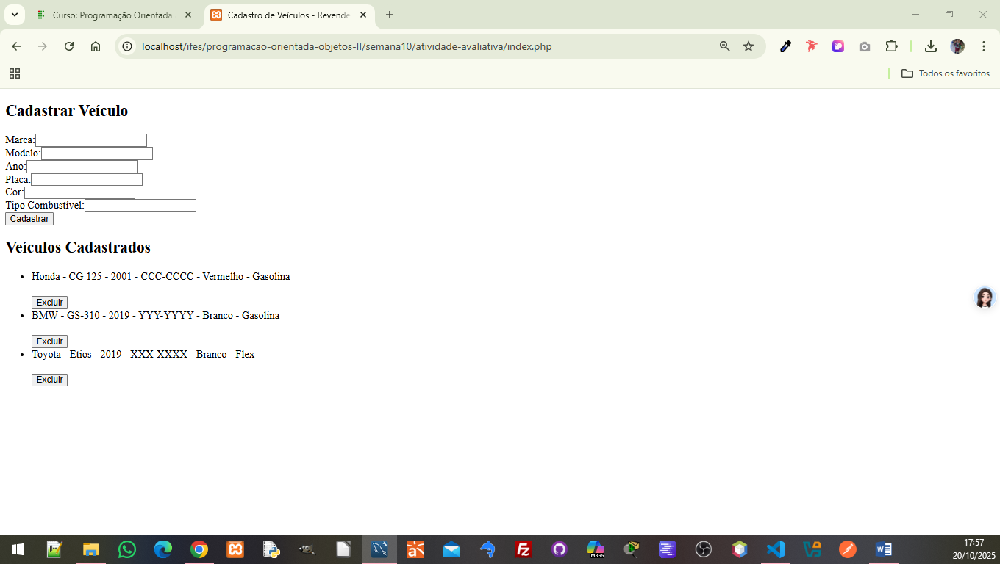 Curso: Programação Orientada
Cadastro de Veículos - Revende
localhost/ifes/programacao-orientada-objetos-II/semana10/atividade-avaliativa/index.php
Todos os favoritos
Cadastrar Veículo
Marca:
Modelo:
Ano:
Placa:
Cor:
Tipo Combustível:
Cadastrar
Veículos Cadastrados
Honda - CG 125 - 2001 - CCC-CCCC - Vermelho - Gasolina
Excluir
BMW - GS-310 - 2019 - YYY-YYYY - Branco - Gasolina
Excluir
Toyota - Etios - 2019 - XXX-XXXX - Branco - Flex
Excluir
M365
17:57
20/10/2025